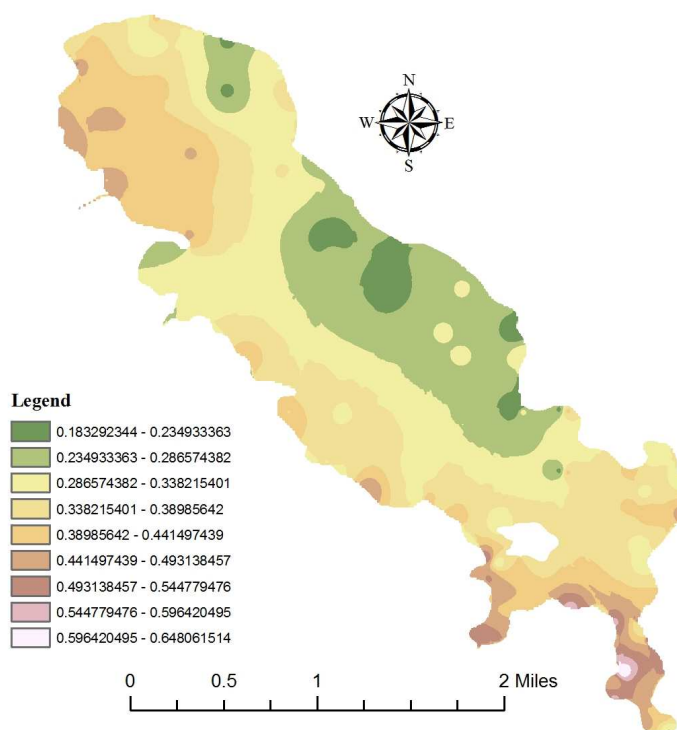 N
W E
S
Legend
0.183292344 - 0.234933363
0.234933363 - 0.286574382
0.286574382 - 0.338215401
0.338215401 - 0.38985642
0.38985642 - 0.441497439
0.441497439 - 0.493138457
0.493138457 - 0.544779476
0.544779476 - 0.596420495
0.596420495 - 0.648061514
0 0.5 1 2 Miles